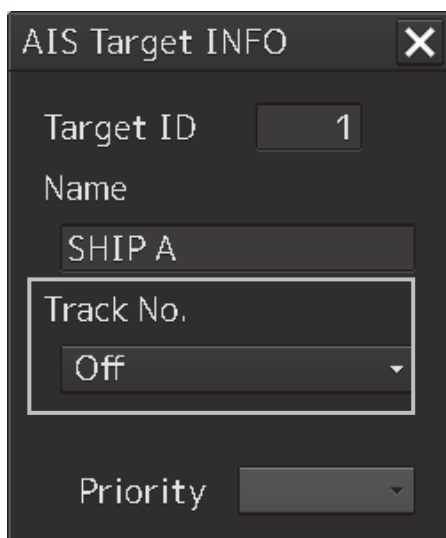 AIS Target INFO
Target ID 1
Name
SHIP A
Track No.
Off
Priority